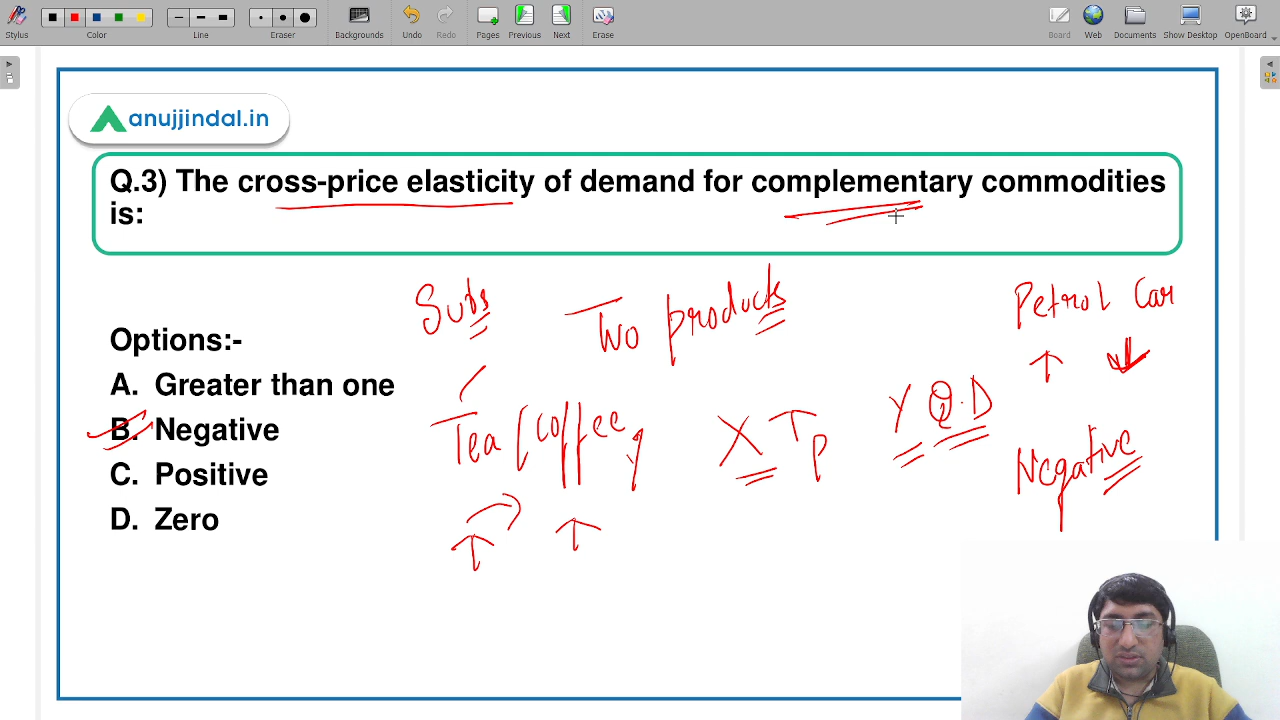 Stylus
Color
Line
Eraser
Backgrounds
Undo
Redo
Pages
Previous
Next
Erase
Board
Web
Documents
Show Desktop
OpenBoard
anujjindal.in
Q.3) The cross-price elasticity of demand for complementary commodities
is:
Subs
Two products
Petrol Car
Options:-
A. Greater than one
B. Negative
C. Positive
D. Zero
Tea/coffee
X ↑ P
Y Q.D
Negative